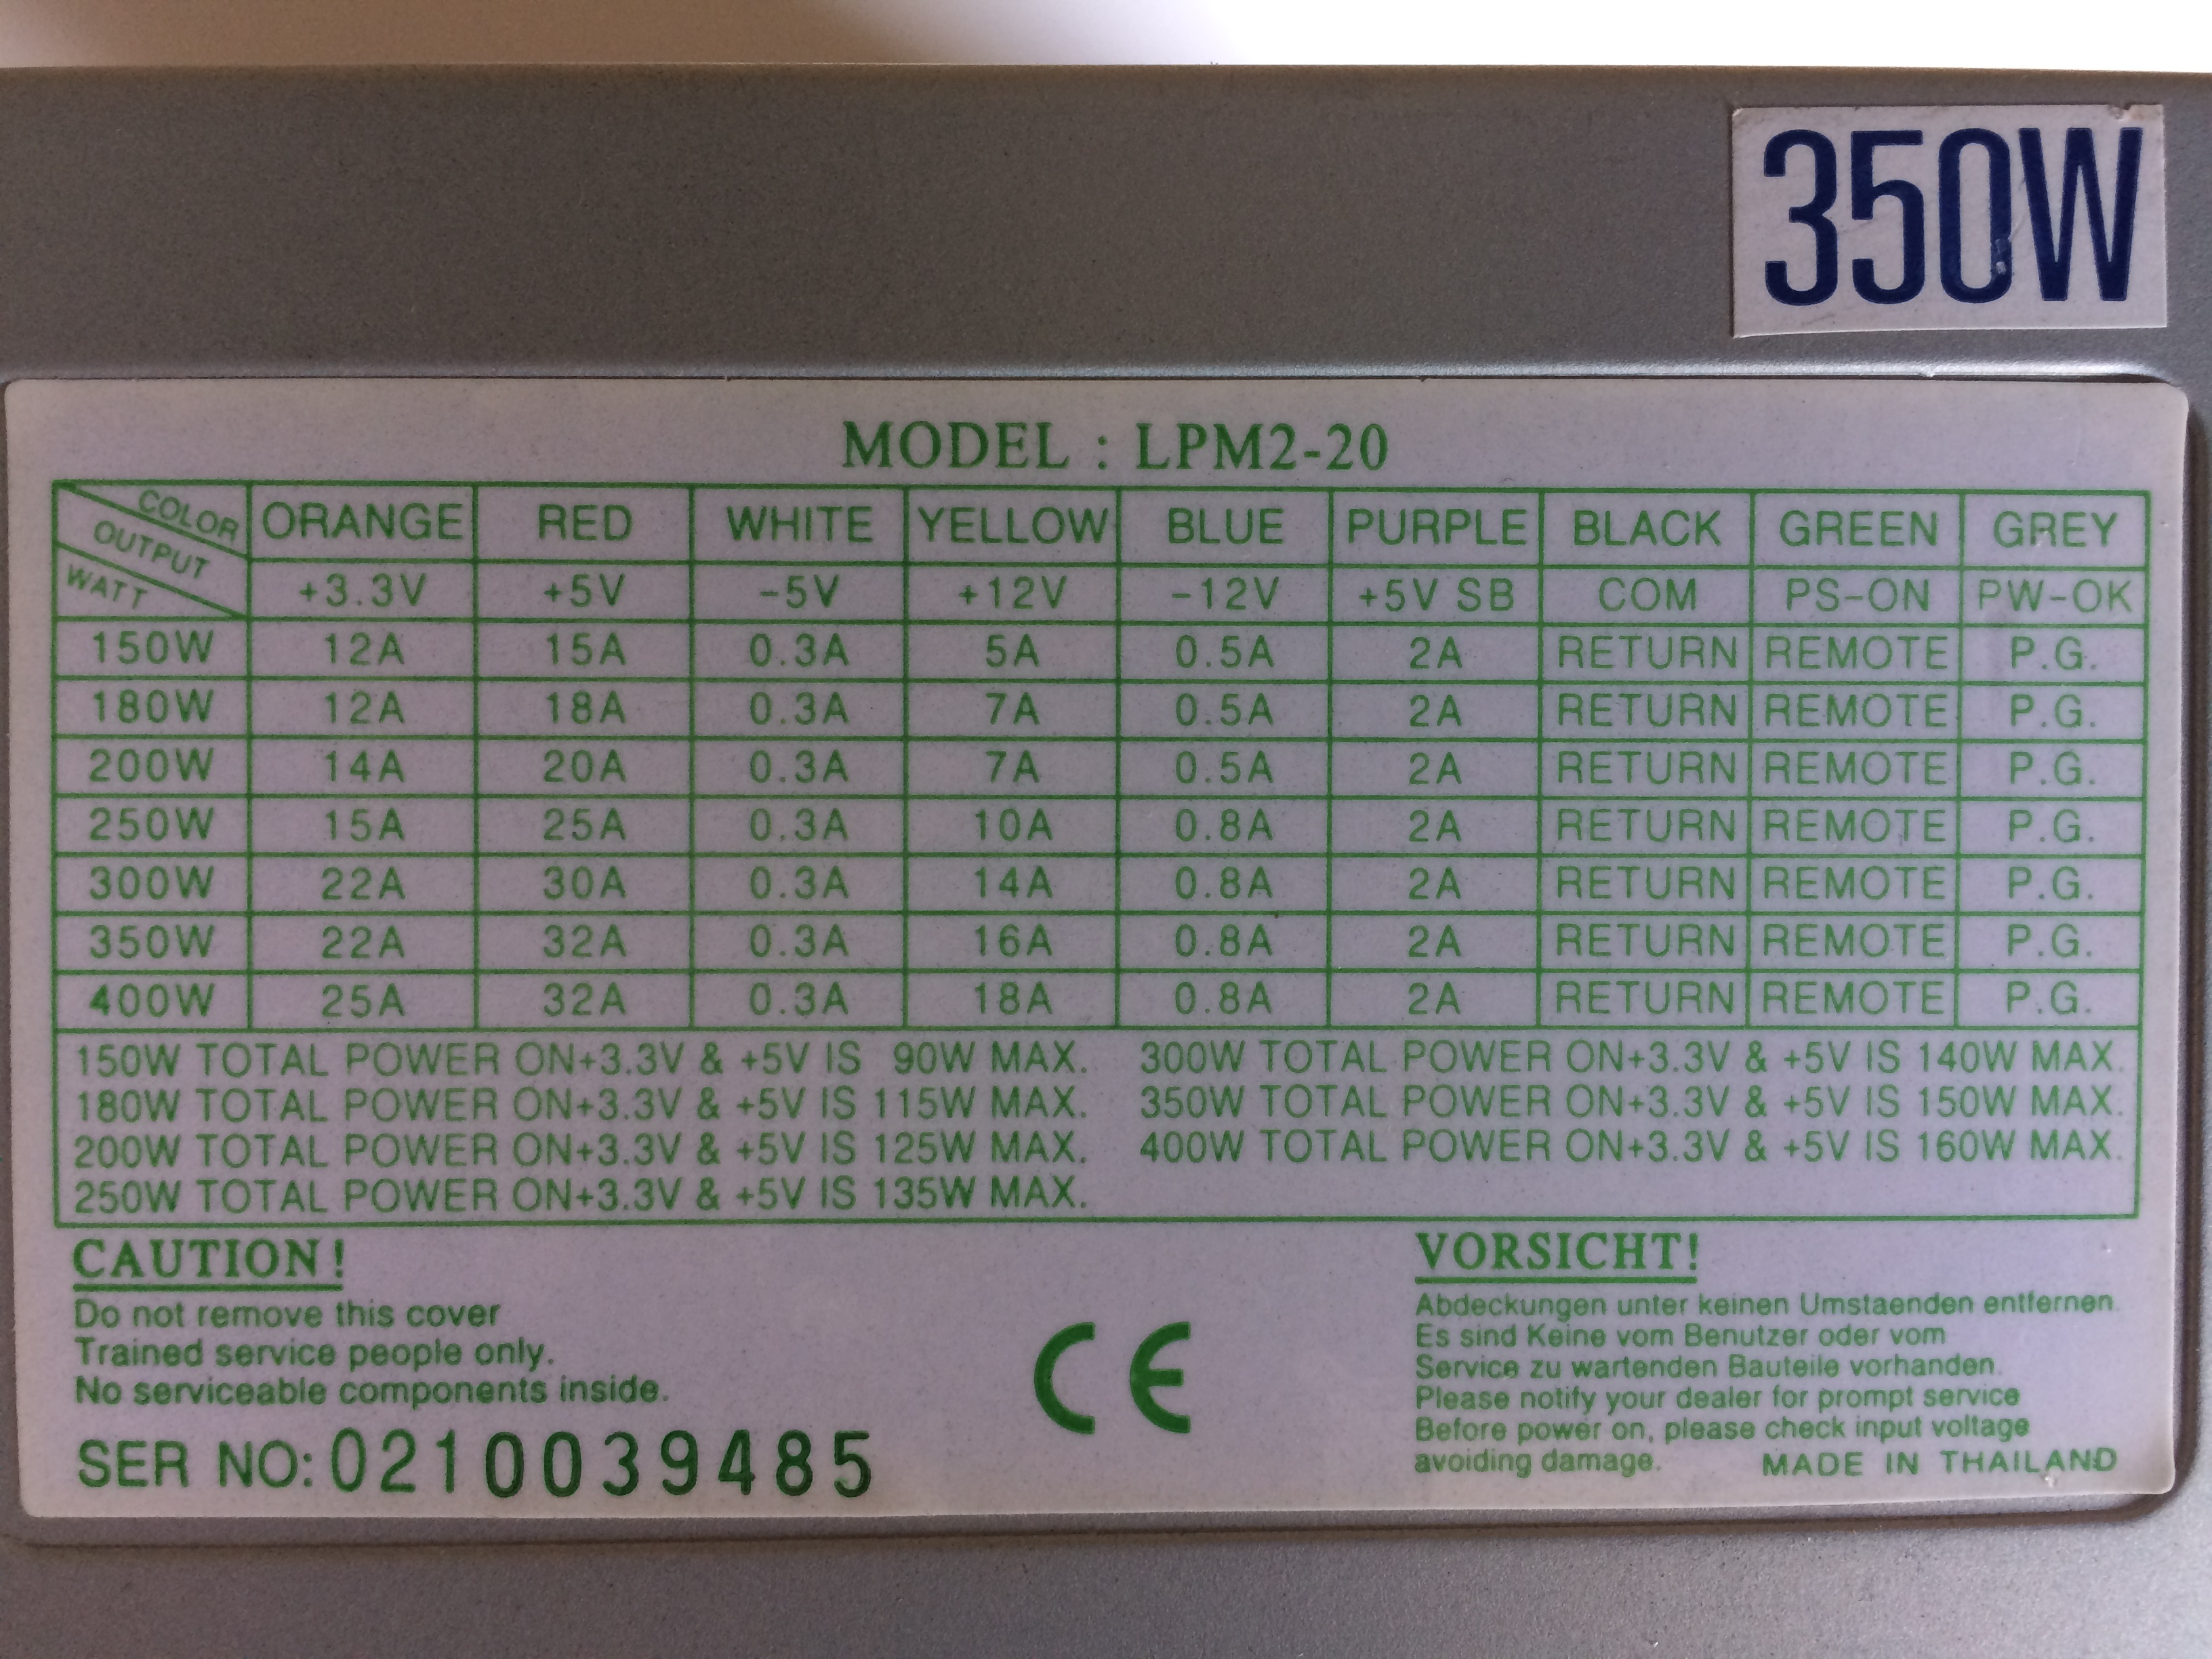 350W
MODEL : LPM2-20
COLOR OUTPUT WATT ORANGE RED WHITE YELLOW BLUE PURPLE BLACK GREEN GREY
+3.3V +5V -5V +12V -12V +5V SB COM PS-ON PW-OK
150W 12A 15A 0.3A 5A 0.5A 2A RETURN REMOTE P.G.
180W 12A 18A 0.3A 7A 0.5A 2A RETURN REMOTE P.G.
200W 14A 20A 0.3A 7A 0.5A 2A RETURN REMOTE P.G.
250W 15A 25A 0.3A 10A 0.8A 2A RETURN REMOTE P.G.
300W 22A 30A 0.3A 14A 0.8A 2A RETURN REMOTE P.G.
350W 22A 32A 0.3A 16A 0.8A 2A RETURN REMOTE P.G.
400W 25A 32A 0.3A 18A 0.8A 2A RETURN REMOTE P.G.
150W TOTAL POWER ON+3.3V & +5V IS 90W MAX.
180W TOTAL POWER ON+3.3V & +5V IS 115W MAX.
200W TOTAL POWER ON+3.3V & +5V IS 125W MAX.
250W TOTAL POWER ON+3.3V & +5V IS 135W MAX.
300W TOTAL POWER ON+3.3V & +5V IS 140W MAX.
350W TOTAL POWER ON+3.3V & +5V IS 150W MAX.
400W TOTAL POWER ON+3.3V & +5V IS 160W MAX.
CAUTION!
Do not remove this cover
Trained service people only.
No serviceable components inside.
SER NO: 0210039485
CE
VORSICHT!
Abdeckungen unter keinen Umstaenden entfernen.
Es sind Keine vom Benutzer oder vom
Service zu wartenden Bauteile vorhanden.
Please notify your dealer for prompt service
Before power on, please check input voltage
avoiding damage.
MADE IN THAILAND